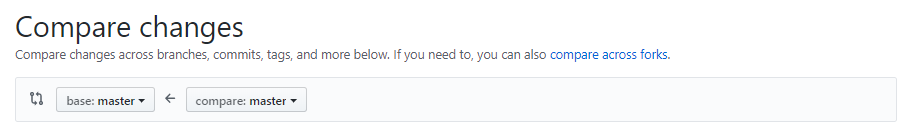 Compare changes
Compare changes across branches, commits, tags, and more below. If you need to, you can also compare across forks.
base: master compare: master